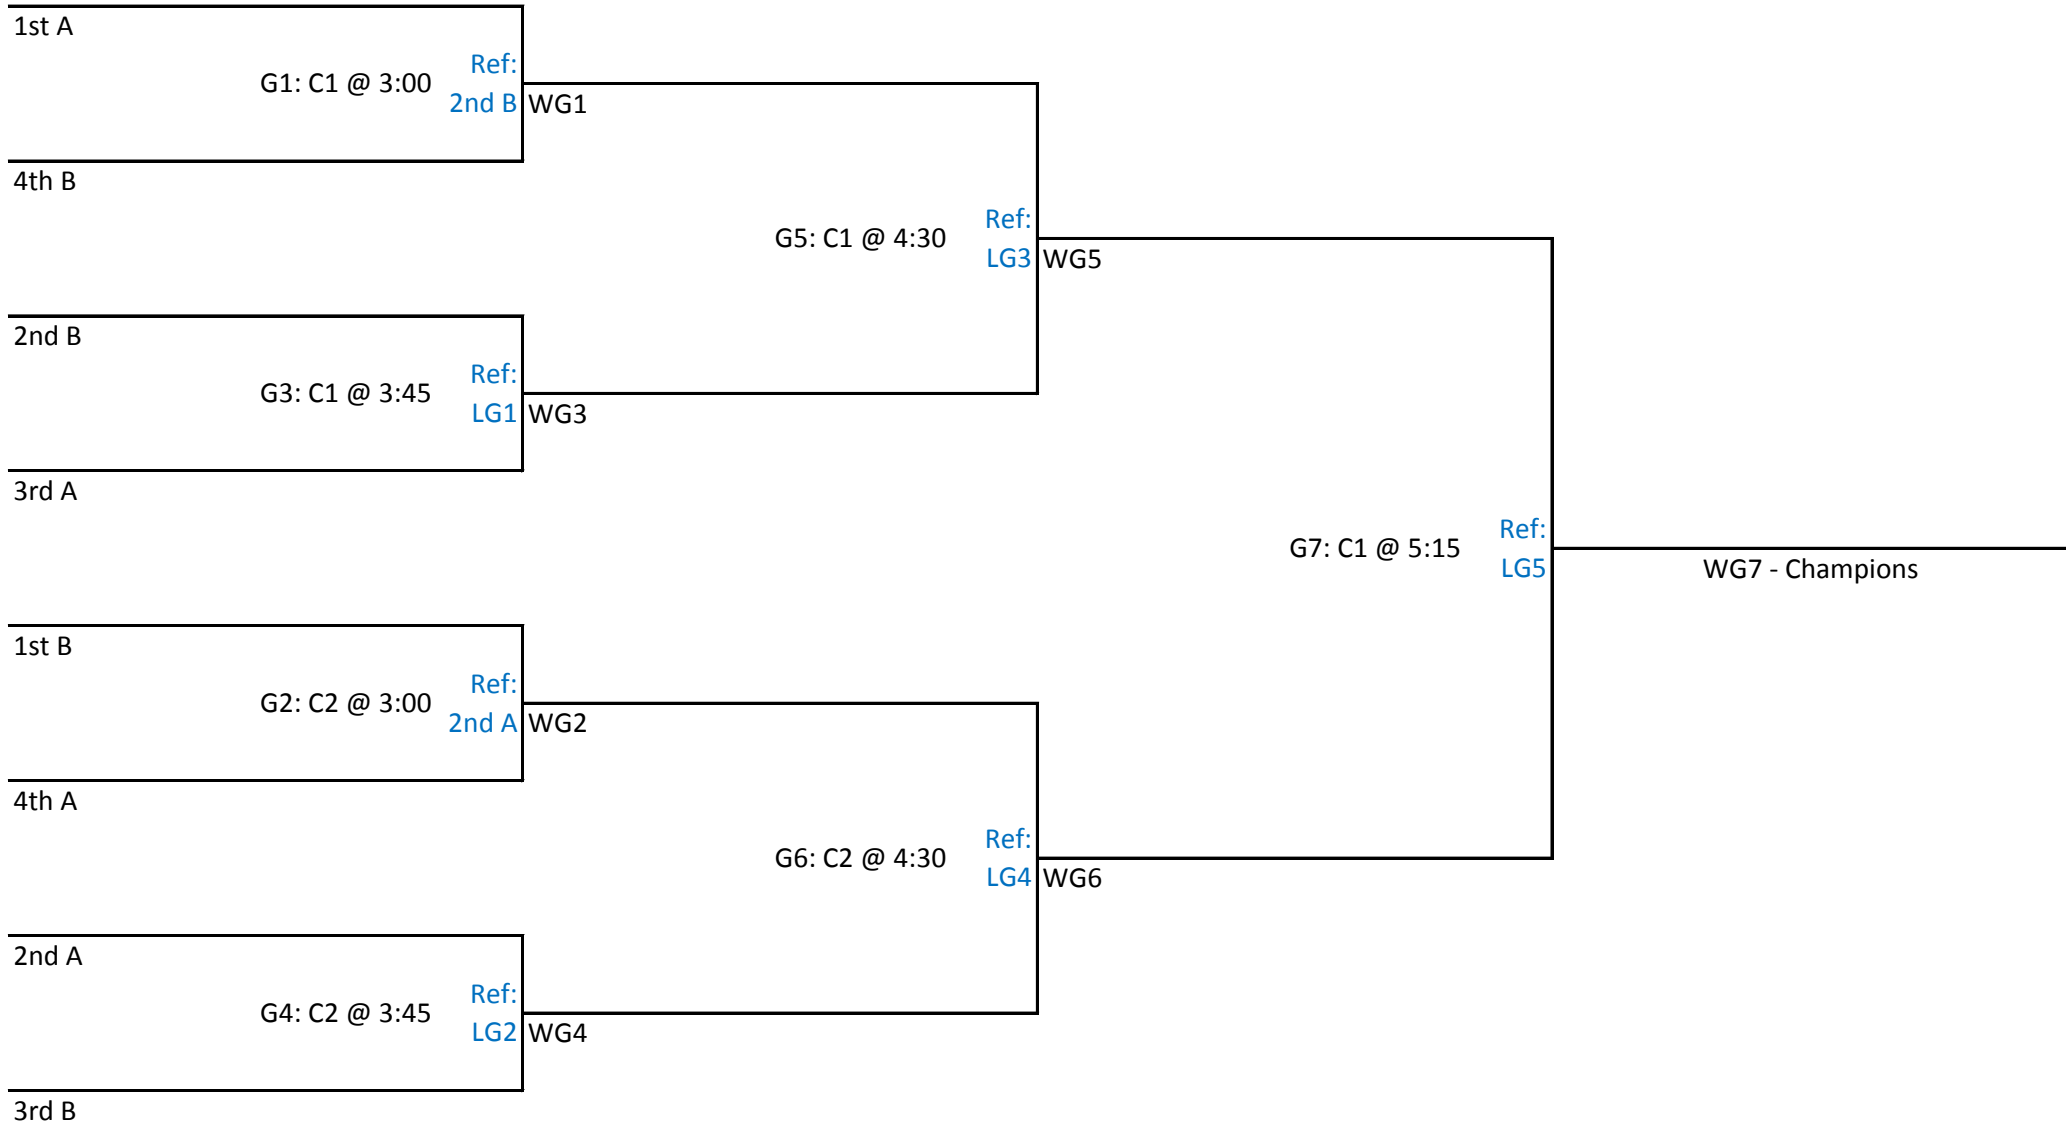 1st A
G1: C1 @ 3:00
Ref:
2nd B
WG1
4th B
G5: C1 @ 4:30
Ref:
LG3
WG5
2nd B
G3: C1 @ 3:45
Ref:
LG1
WG3
3rd A
G7: C1 @ 5:15
Ref:
LG5
WG7 - Champions
1st B
G2: C2 @ 3:00
Ref:
2nd A
WG2
4th A
G6: C2 @ 4:30
Ref:
LG4
WG6
2nd A
G4: C2 @ 3:45
Ref:
LG2
WG4
3rd B